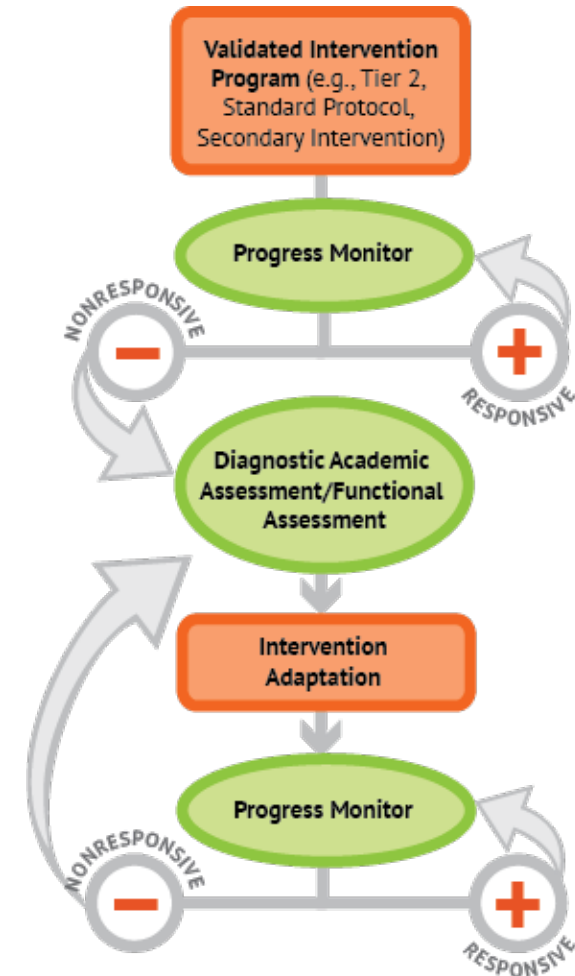 Validated Intervention
Program (e.g., Tier 2,
Standard Protocol,
Secondary Intervention)
Progress Monitor
NONRESPONSIVE
−
+
RESPONSIVE
Diagnostic Academic
Assessment/Functional
Assessment
Intervention
Adaptation
Progress Monitor
NONRESPONSIVE
−
+
RESPONSIVE